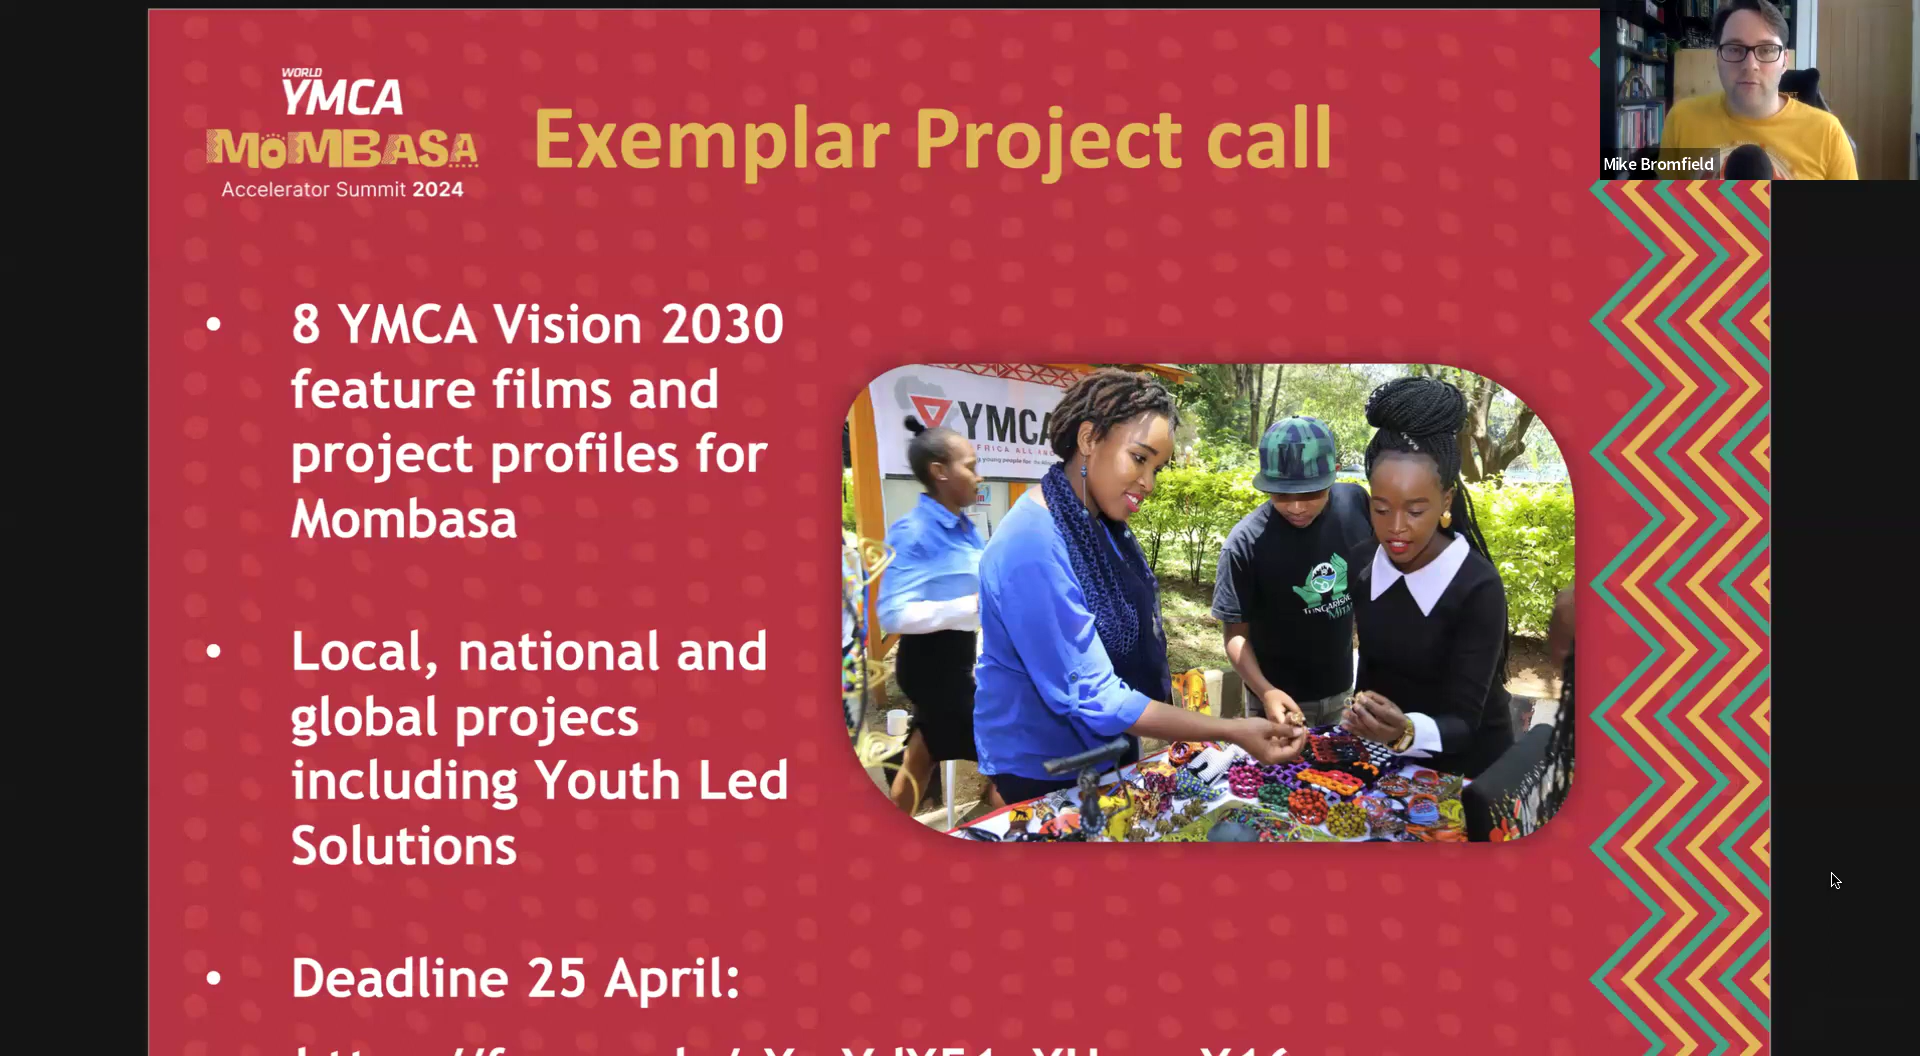 WORLD
YMCA
MOMBASA
Accelerator Summit 2024
Exemplar Project call
Mike Bromfield
• 8 YMCA Vision 2030
feature films and
project profiles for
Mombasa
YMCA
• Local, national and
global projecs
including Youth Led
Solutions
• Deadline 25 April: